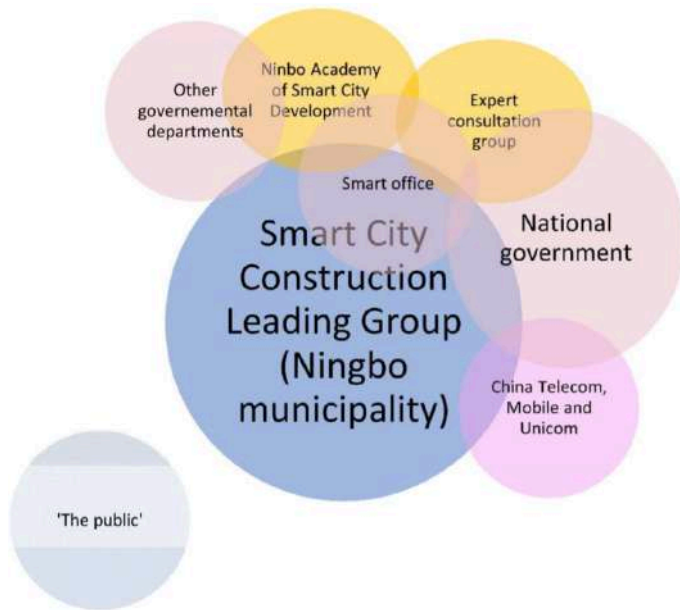 Other
governemental
departments
Ninbo Academy
of Smart City
Development
Expert
consultation
group
Smart office
National
government
Smart City
Construction
Leading Group
(Ningbo
municipality)
China Telecom,
Mobile and
Unicom
'The public'